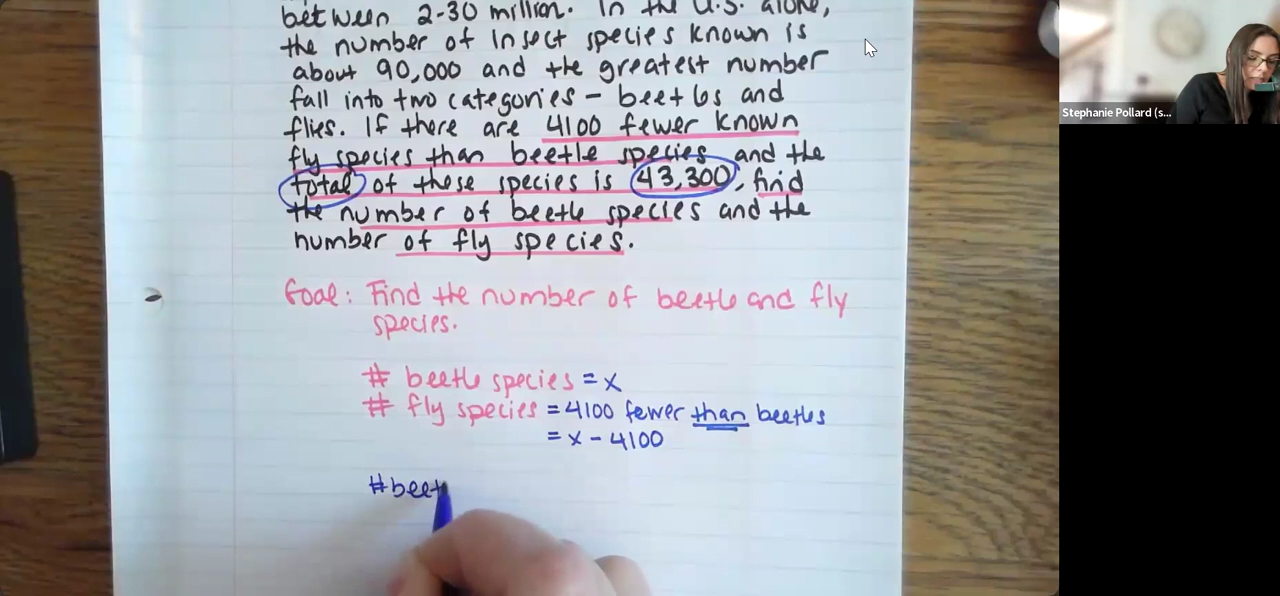 between 2-30 million. In the U.S. alone,
the number of insect species known is
about 90,000 and the greatest number
fall into two categories - beetles and
flies. If there are 4100 fewer known
fly species than beetle species and the
total of these species is 43,300, find
the number of beetle species and the
number of fly species.
Goal: Find the number of beetle and fly
species.
# beetle species = x
# fly species = 4100 fewer than beetles
= x - 4100
#beet
Stephanie Pollard (s...